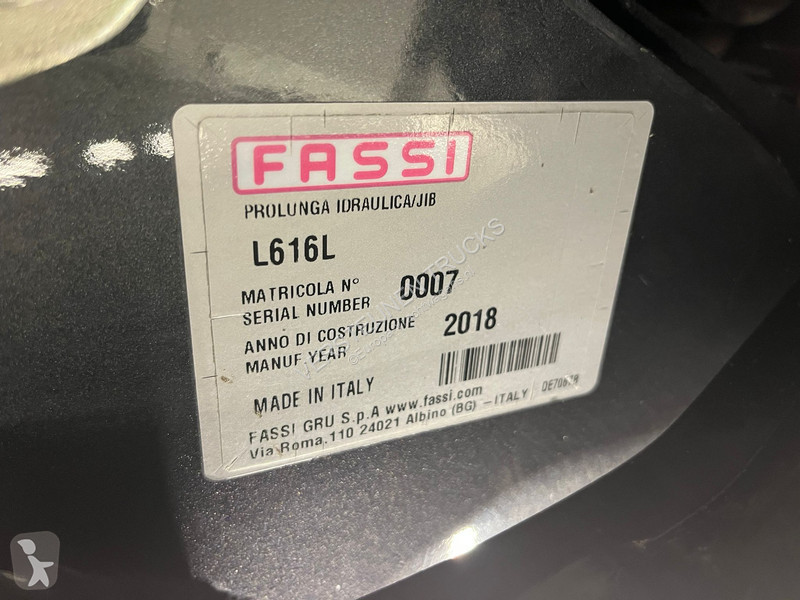 FASSI
PROLUNGA IDRAULICA/JIB
L616L
MATRICOLA N°
SERIAL NUMBER 0007
ANNO DI COSTRUZIONE
MANUF.YEAR 2018
MADE IN ITALY
FASSI GRU S.p.A www.fassi.com
Via Roma,110 24021 Albino (BG) -ITALY